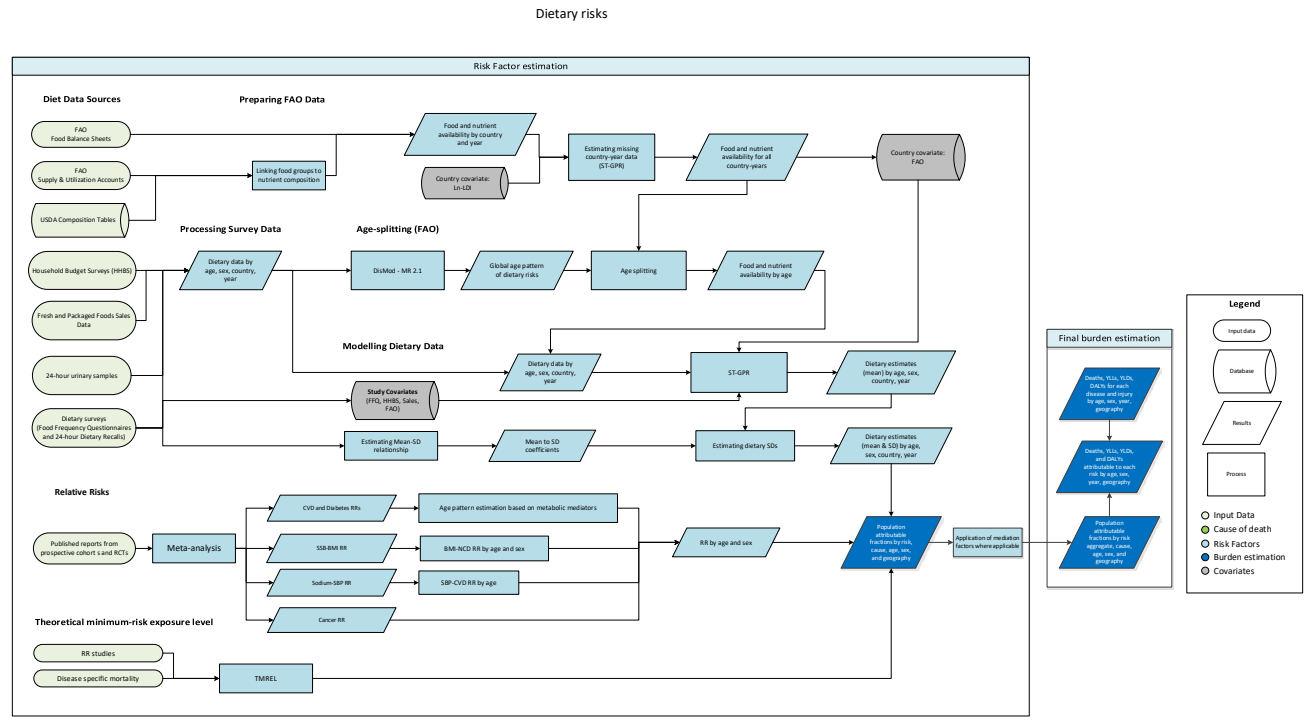 Dietary risks
Risk Factor estimation
Diet Data Sources
Preparing FAO Data
FAO
Food Balance Sheets
Food and nutrient
availability by country
and year
Estimating missing
country-year data
(ST-GPR)
Food and nutrient
availability for all
country-years
Country covariate:
FAO
FAO
Supply & Utilization Accounts
Linking food groups to
nutrient composition
Country covariate:
Ln-LDI
USDA Composition Tables
Processing Survey Data
Age-splitting (FAO)
Household Budget Surveys (HHBS)
Dietary data by
age, sex, country,
year
DisMod - MR 2.1
Global age pattern
of dietary risks
Age splitting
Food and nutrient
availability by age
Fresh and Packaged Foods Sales
Data
Modelling Dietary Data
24-hour urinary samples
Dietary data by
age, sex, country,
year
ST-GPR
Dietary estimates
(mean) by age, sex,
country, year
Study Covariates
(FFQ, HHBS, Sales,
FAO)
Dietary surveys
(Food Frequency Questionnaires
and 24-hour Dietary Recalls)
Estimating Mean-SD
relationship
Mean to SD
coefficients
Estimating dietary SDs
Dietary estimates
(mean & SD) by age,
sex, country, year
Relative Risks
Published reports from
prospective cohort s and RCTs
Meta-analysis
CVD and Diabetes RRs
Age pattern estimation based on metabolic mediators
SSB-BMI RR
BMI-NCD RR by age and sex
Sodium-SBP RR
SBP-CVD RR by age
Cancer RR
RR by age and sex
Population
attributable
fractions by risk,
cause, age, sex,
and geography
Application of mediation
factors where applicable
Theoretical minimum-risk exposure level
RR studies
Disease specific mortality
TMREL
Final burden estimation
Deaths, YLLs, YLDs,
DALYs for each
disease and injury
by age, sex, year,
geography
Deaths, YLLs, YLDs,
and DALYs
attributable to each
risk by age, sex,
year, geography
Population
attributable
fractions by risk
aggregate, cause,
age, sex, and
geography
Legend
Input data
Database
Results
Process
Input Data
Cause of death
Risk Factors
Burden estimation
Covariates